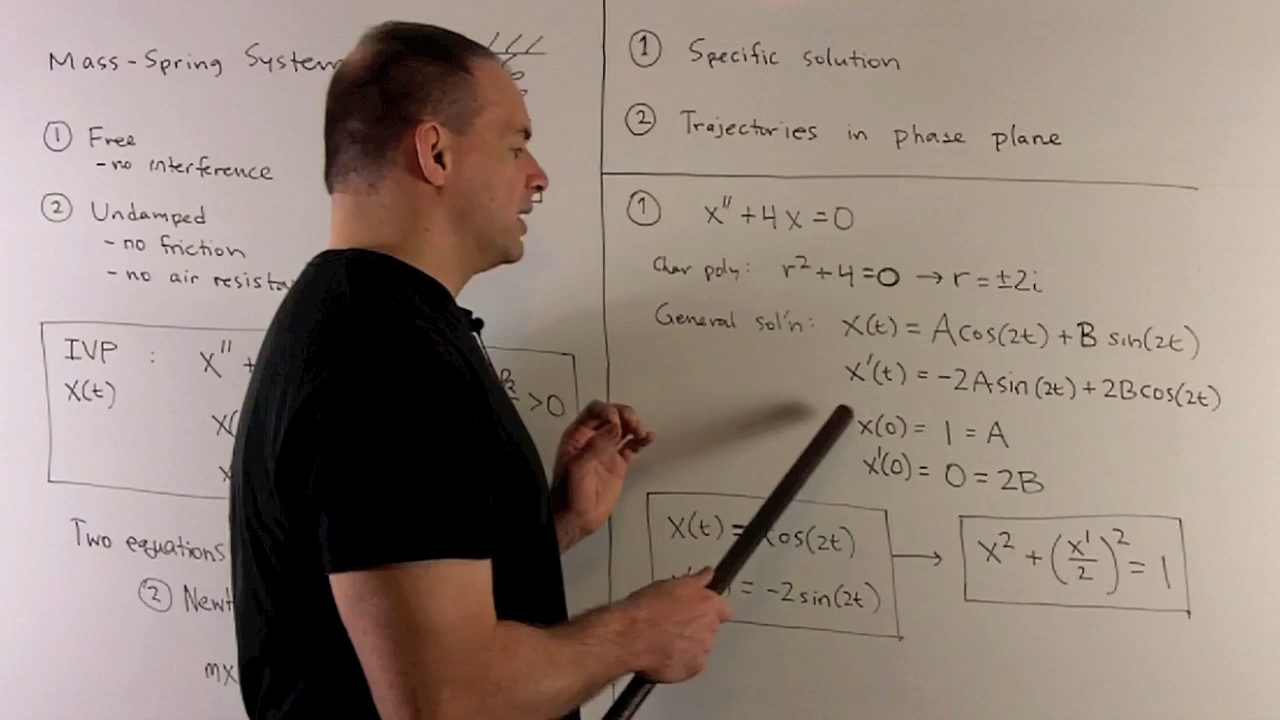 Mass-Spring System
① Free
- no interference
② Undamped
- no friction
- no air
IVP : x"
x(t)
>0
Two equations
②
mx
① Specific solution
② Trajectories in phase plane
① x" + 4x = 0
Char poly: r² + 4 = 0 → r = ±2i
General sol'n: x(t) = A cos(2t) + B sin(2t)
x'(t) = -2A sin(2t) + 2B cos(2t)
x(0) = 1 = A
x'(0) = 0 = 2B
x(t) = cos(2t)
= -2 sin(2t)
→ x² + (x'/2)² = 1